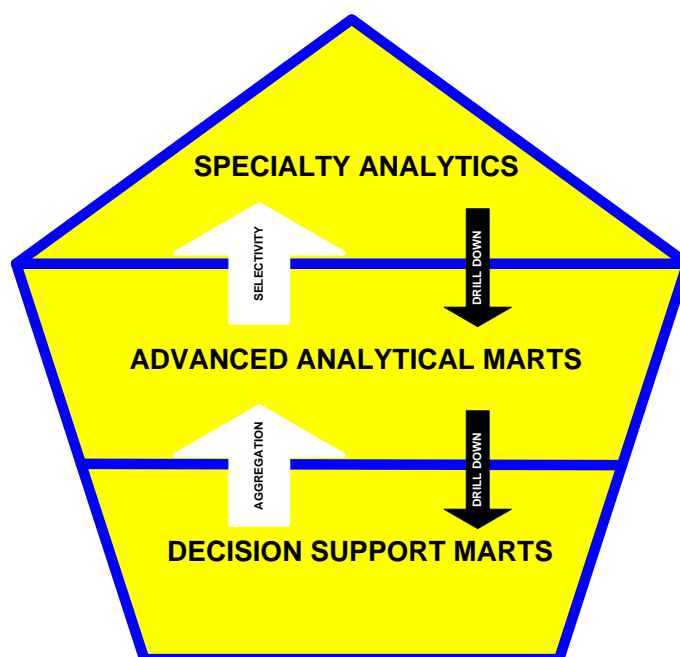 SPECIALTY ANALYTICS
SELECTIVITY
DRILL DOWN
ADVANCED ANALYTICAL MARTS
AGGREGATION
DRILL DOWN
DECISION SUPPORT MARTS